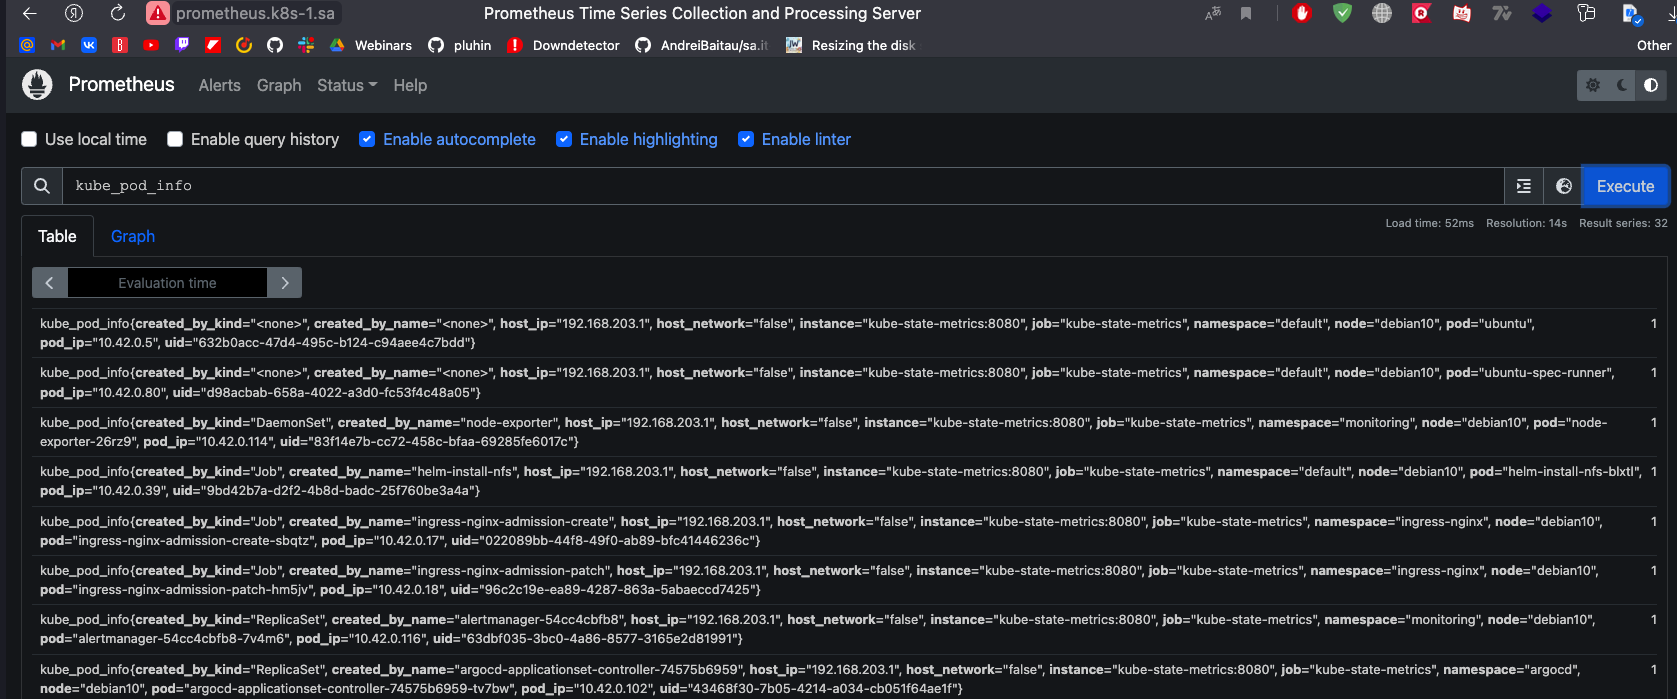 prometheus.k8s-1.sa
Prometheus Time Series Collection and Processing Server
Webinars
pluhin
Downdetector
AndreiBaitau/sa.it
Resizing the disk
Other
Prometheus
Alerts
Graph
Status
Help
Use local time
Enable query history
Enable autocomplete
Enable highlighting
Enable linter
kube_pod_info
Execute
Load time: 52ms Resolution: 14s Result series: 32
Table
Graph
Evaluation time
kube_pod_info{created_by_kind="<none>", created_by_name="<none>", host_ip="192.168.203.1", host_network="false", instance="kube-state-metrics:8080", job="kube-state-metrics", namespace="default", node="debian10", pod="ubuntu", 1
pod_ip="10.42.0.5", uid="632b0acc-47d4-495c-b124-c94aee4c7bdd"}
kube_pod_info{created_by_kind="<none>", created_by_name="<none>", host_ip="192.168.203.1", host_network="false", instance="kube-state-metrics:8080", job="kube-state-metrics", namespace="default", node="debian10", pod="ubuntu-spec-runner", 1
pod_ip="10.42.0.80", uid="d98acbab-658a-4022-a3d0-fc53f4c48a05"}
kube_pod_info{created_by_kind="DaemonSet", created_by_name="node-exporter", host_ip="192.168.203.1", host_network="false", instance="kube-state-metrics:8080", job="kube-state-metrics", namespace="monitoring", node="debian10", pod="node- 1
exporter-26rz9", pod_ip="10.42.0.114", uid="83f14e7b-cc72-458c-bfaa-69285fe6017c"}
kube_pod_info{created_by_kind="Job", created_by_name="helm-install-nfs", host_ip="192.168.203.1", host_network="false", instance="kube-state-metrics:8080", job="kube-state-metrics", namespace="default", node="debian10", pod="helm-install-nfs-blxtl", 1
pod_ip="10.42.0.39", uid="9bd42b7a-d2f2-4b8d-badc-25f760be3a4a"}
kube_pod_info{created_by_kind="Job", created_by_name="ingress-nginx-admission-create", host_ip="192.168.203.1", host_network="false", instance="kube-state-metrics:8080", job="kube-state-metrics", namespace="ingress-nginx", node="debian10", 1
pod="ingress-nginx-admission-create-sbqtz", pod_ip="10.42.0.17", uid="022089bb-44f8-49f0-ab89-bfc41446236c"}
kube_pod_info{created_by_kind="Job", created_by_name="ingress-nginx-admission-patch", host_ip="192.168.203.1", host_network="false", instance="kube-state-metrics:8080", job="kube-state-metrics", namespace="ingress-nginx", node="debian10", 1
pod="ingress-nginx-admission-patch-hm5jv", pod_ip="10.42.0.18", uid="96c2c19e-ea89-4287-863a-5abaeccd7425"}
kube_pod_info{created_by_kind="ReplicaSet", created_by_name="alertmanager-54cc4cbfb8", host_ip="192.168.203.1", host_network="false", instance="kube-state-metrics:8080", job="kube-state-metrics", namespace="monitoring", node="debian10", 1
pod="alertmanager-54cc4cbfb8-7v4m6", pod_ip="10.42.0.116", uid="63dbf035-3bc0-4a86-8577-3165e2d81991"}
kube_pod_info{created_by_kind="ReplicaSet", created_by_name="argocd-applicationset-controller-74575b6959", host_ip="192.168.203.1", host_network="false", instance="kube-state-metrics:8080", job="kube-state-metrics", namespace="argocd", 1
node="debian10", pod="argocd-applicationset-controller-74575b6959-tv7bw", pod_ip="10.42.0.102", uid="43468f30-7b05-4214-a034-cb051f64ae1f"}